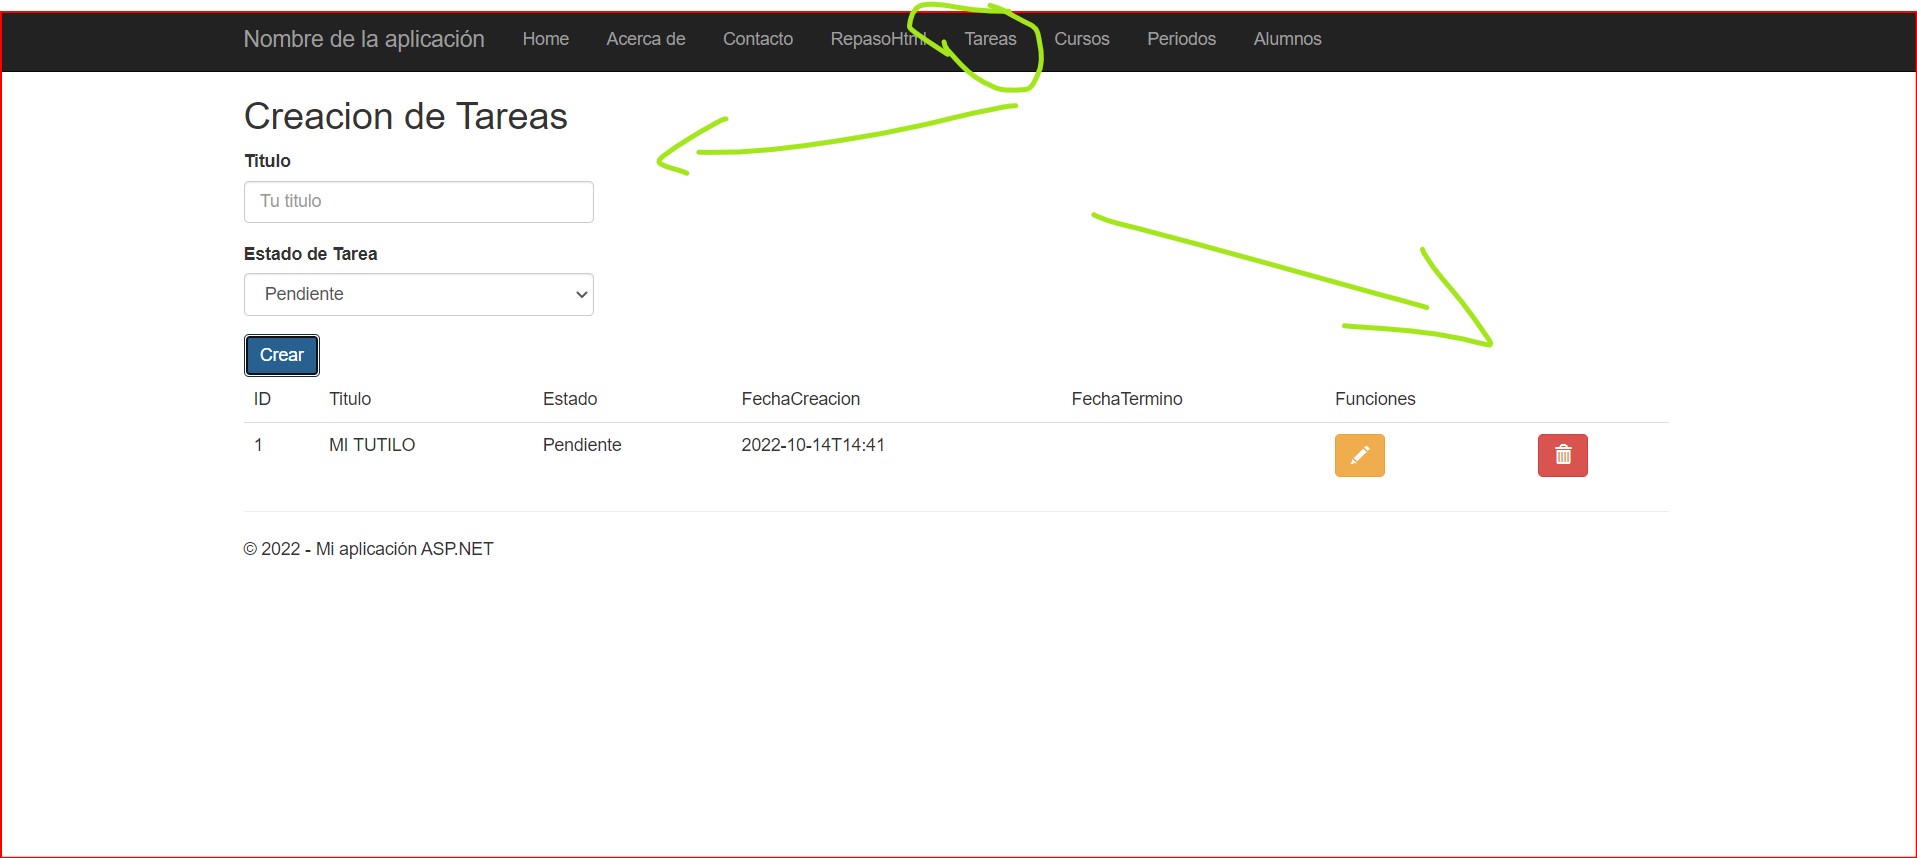 Nombre de la aplicación Home Acerca de Contacto RepasoHtml Tareas Cursos Periodos Alumnos
Creacion de Tareas
Titulo
Tu titulo
Estado de Tarea
Pendiente
Crear
ID Titulo Estado FechaCreacion FechaTermino Funciones
1 MI TUTILO Pendiente 2022-10-14T14:41
© 2022 - Mi aplicación ASP.NET